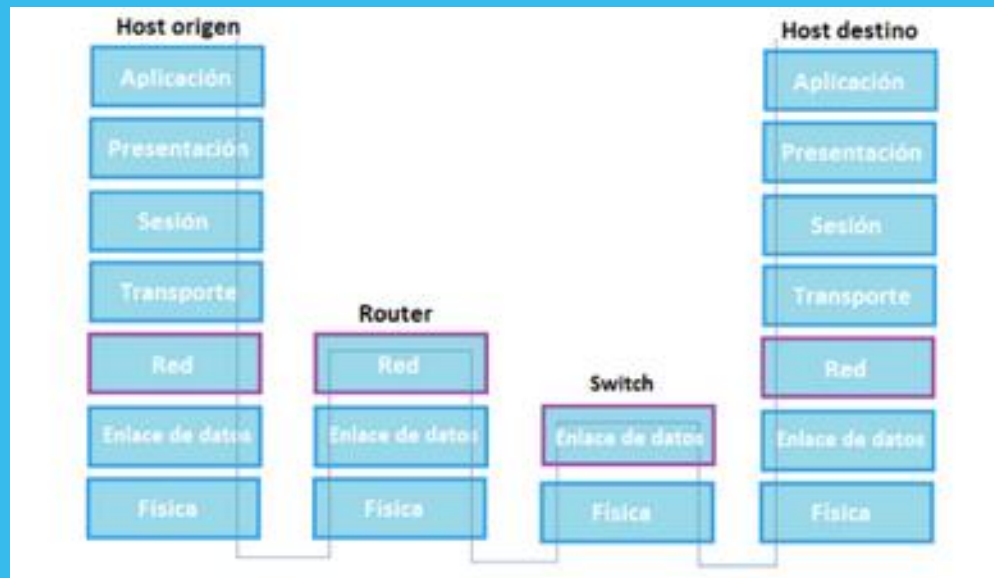 Host origen
Aplicación
Presentación
Sesión
Transporte
Red
Enlace de datos
Física
Router
Red
Enlace de datos
Física
Switch
Enlace de datos
Física
Host destino
Aplicación
Presentación
Sesión
Transporte
Red
Enlace de datos
Física